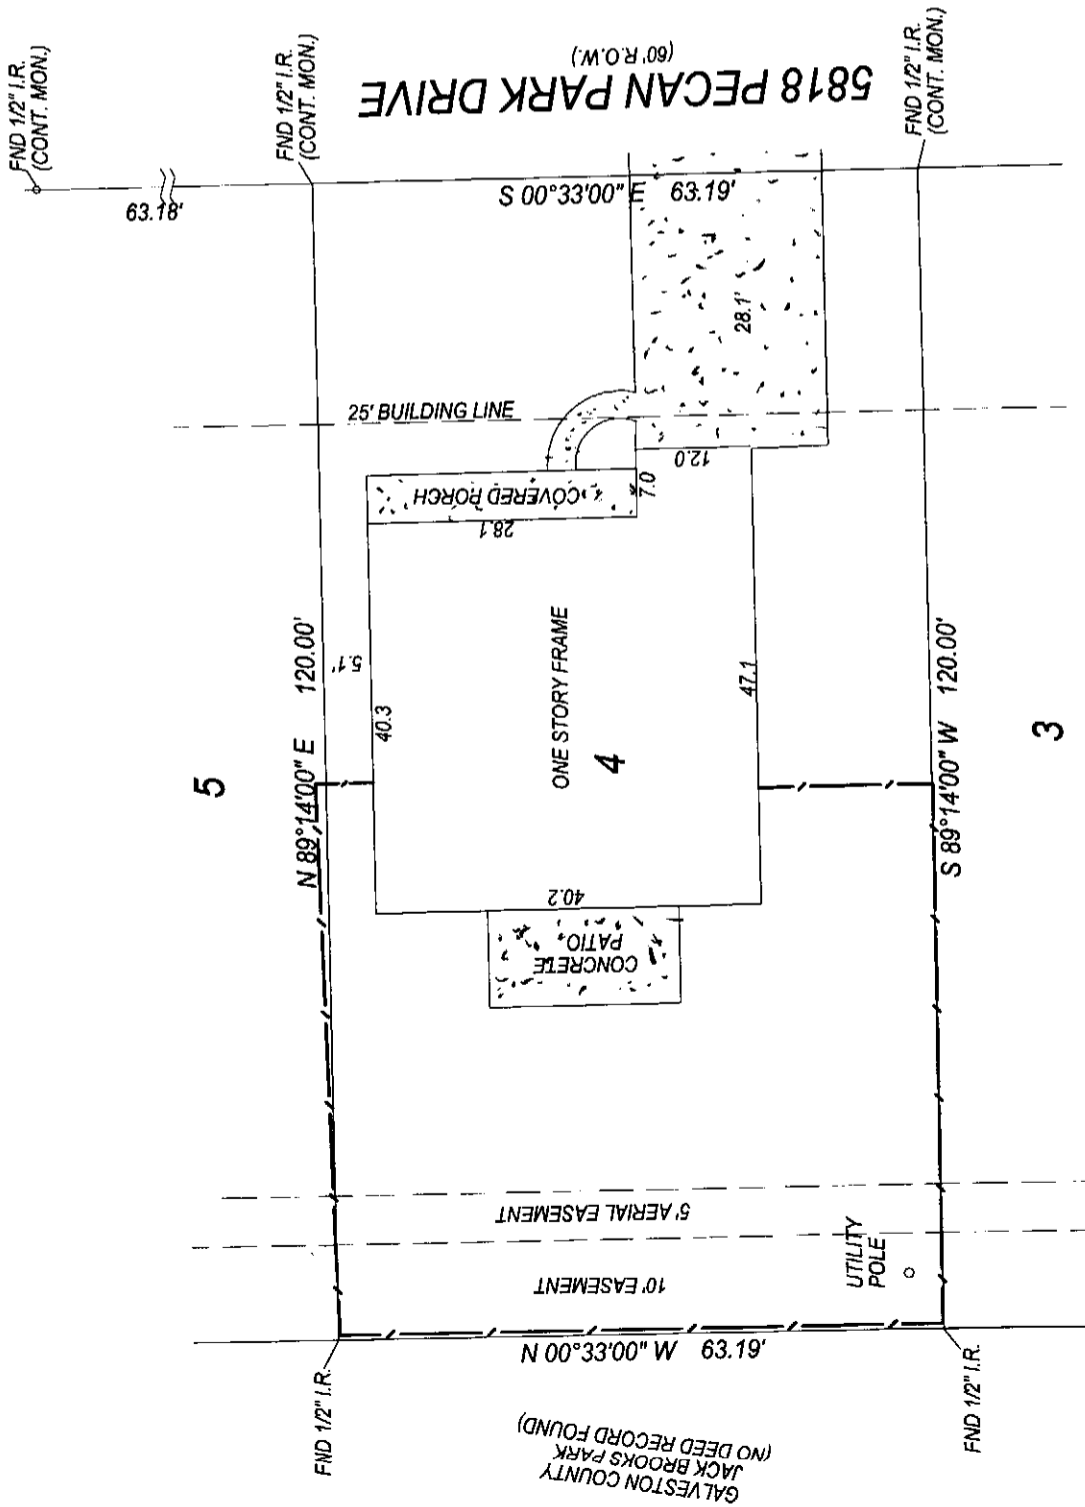 FND 1/2" I.R.
(CONT. MON.)
63.18'
FND 1/2" I.R.
(CONT. MON.)
5818 PECAN PARK DRIVE
(60' R.O.W.)
FND 1/2" I.R.
(CONT. MON.)
S 00°33'00" E 63.19'
28.1'
25' BUILDING LINE
12.0
7.0
COVERED PORCH
28.1
5
N 89°14'00" E 120.00'
5.1'
40.3
ONE STORY FRAME
4
47.1
S 89°14'00" W 120.00'
3
40.2
CONCRETE
PATIO
5' AERIAL EASEMENT
10' EASEMENT
UTILITY
POLE
N 00°33'00" W 63.19'
FND 1/2" I.R.
FND 1/2" I.R.
GALVESTON COUNTY
JACK BROOKS PARK
(NO DEED RECORD FOUND)